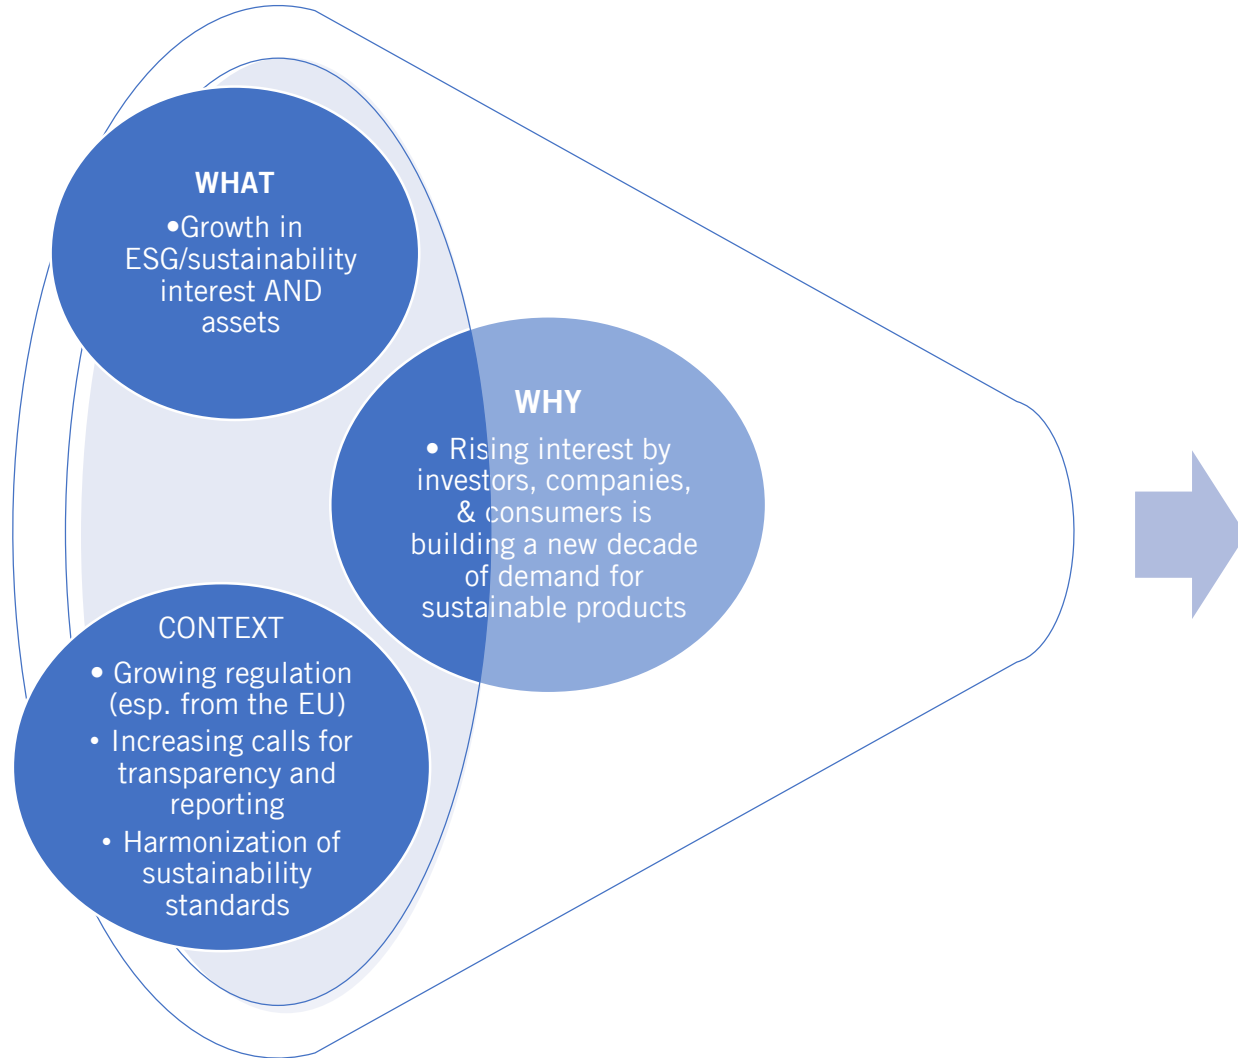 WHAT
•Growth in
ESG/sustainability
interest AND
assets
WHY
• Rising interest by
investors, companies,
& consumers is
building a new decade
of demand for
sustainable products
CONTEXT
• Growing regulation
(esp. from the EU)
• Increasing calls for
transparency and
reporting
• Harmonization of
sustainability
standards